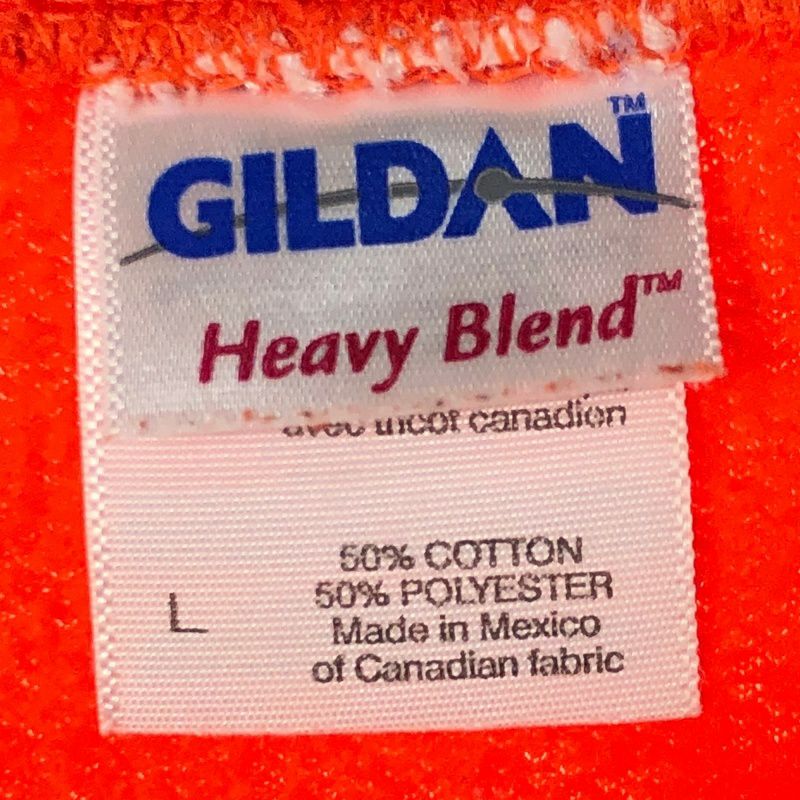 GILDAN™
Heavy Blend™
avec tricot canadien
50% COTTON
50% POLYESTER
L
Made in Mexico
of Canadian fabric